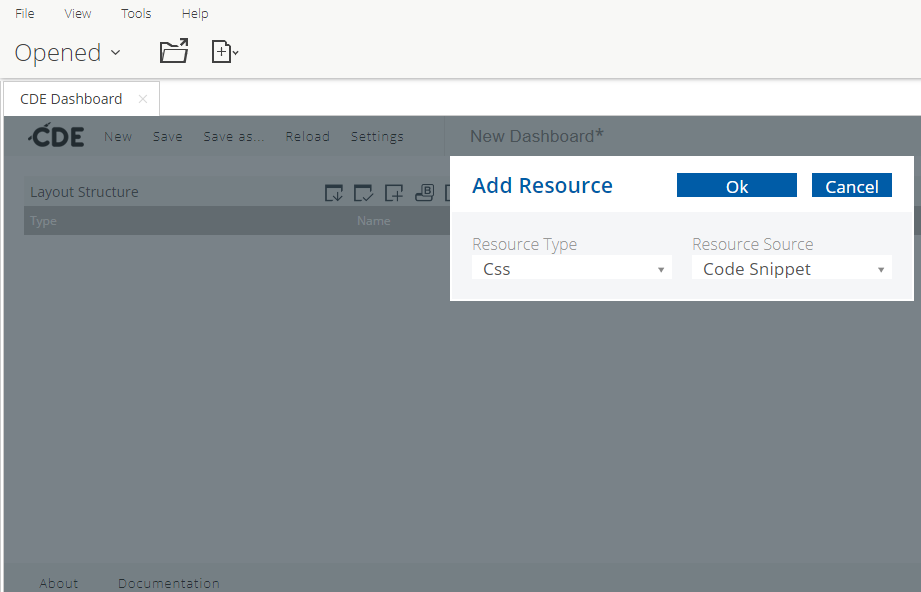 File View Tools Help
Opened
CDE Dashboard
CDE New Save Save as... Reload Settings New Dashboard*
Add Resource Ok Cancel
Layout Structure
Type Name
Resource Type Resource Source
Css Code Snippet
About Documentation